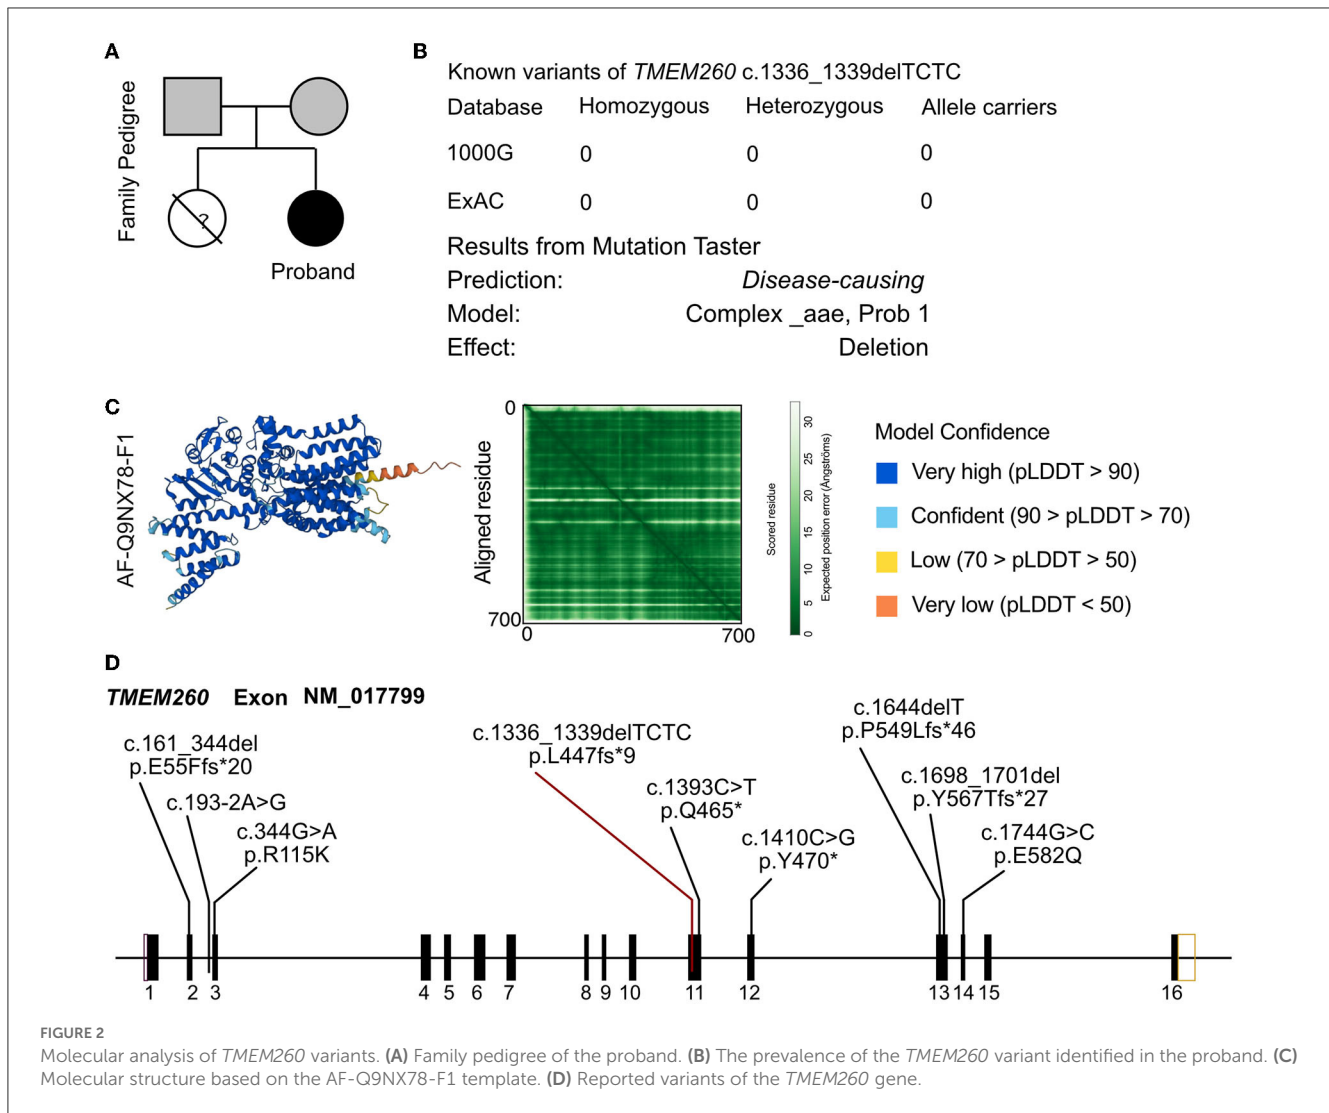 A
Family Pedigree
?
Proband
B
Known variants of TMEM260 c.1336_1339delTCTC
Database Homozygous Heterozygous Allele carriers
1000G 0 0 0
ExAC 0 0 0
Results from Mutation Taster
Prediction: Disease-causing
Model: Complex _aae, Prob 1
Effect: Deletion
C
AF-Q9NX78-F1
Aligned residue
0
700
0
700
Scored residue
Expected position error (Ångströms)
30
25
20
15
10
5
0
Model Confidence
Very high (pLDDT > 90)
Confident (90 > pLDDT > 70)
Low (70 > pLDDT > 50)
Very low (pLDDT < 50)
D
TMEM260 Exon NM_017799
c.161_344del
p.E55Ffs*20
c.193-2A>G
c.344G>A
p.R115K
c.1336_1339delTCTC
p.L447fs*9
c.1393C>T
p.Q465*
c.1410C>G
p.Y470*
c.1644delT
p.P549Lfs*46
c.1698_1701del
p.Y567Tfs*27
c.1744G>C
p.E582Q
1 2 3 4 5 6 7 8 9 10 11 12 13 14 15 16
FIGURE 2
Molecular analysis of TMEM260 variants. (A) Family pedigree of the proband. (B) The prevalence of the TMEM260 variant identified in the proband. (C)
Molecular structure based on the AF-Q9NX78-F1 template. (D) Reported variants of the TMEM260 gene.